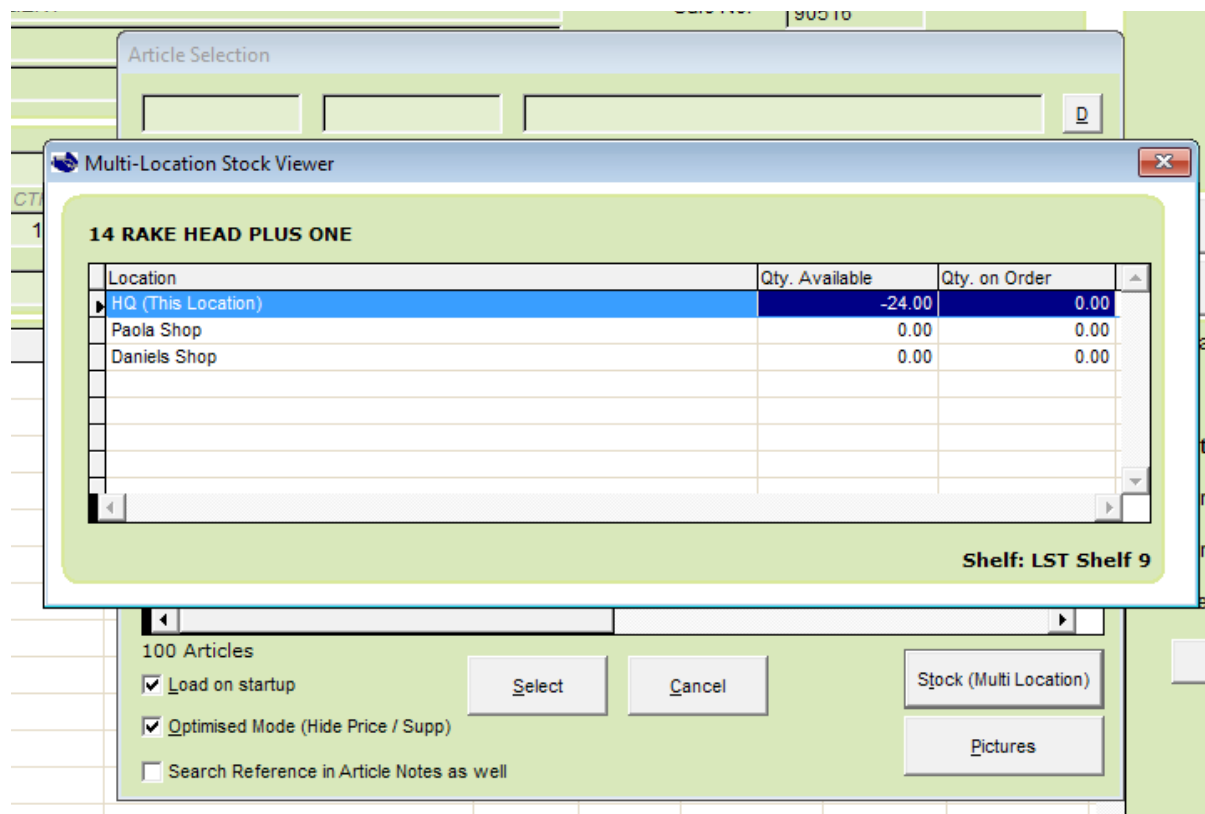 90516
Article Selection
D
Multi-Location Stock Viewer
14 RAKE HEAD PLUS ONE
Location Qty. Available Qty. on Order
HQ (This Location) -24.00 0.00
Paola Shop 0.00 0.00
Daniels Shop 0.00 0.00
Shelf: LST Shelf 9
100 Articles
Load on startup
Select
Cancel
Stock (Multi Location)
Optimised Mode (Hide Price / Supp)
Pictures
Search Reference in Article Notes as well